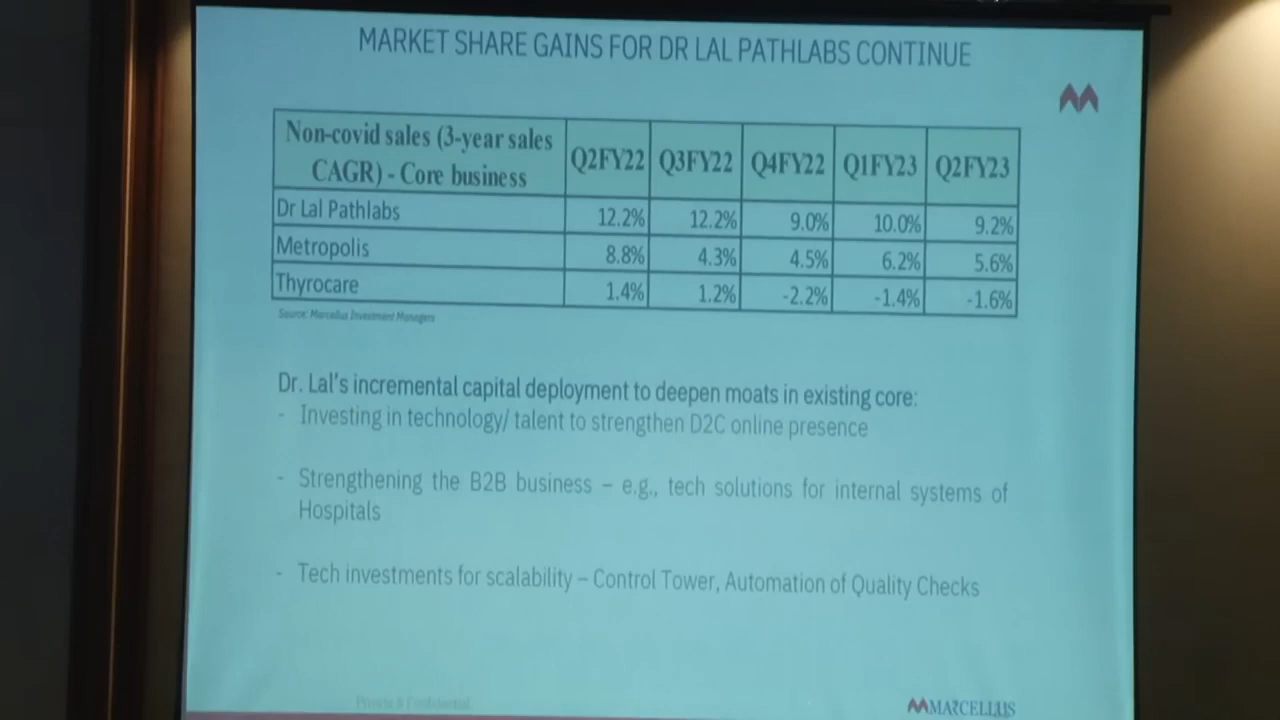 MARKET SHARE GAINS FOR DR LAL PATHLABS CONTINUE
Non-covid sales (3-year sales CAGR) - Core business Q2FY22 Q3FY22 Q4FY22 Q1FY23 Q2FY23
Dr Lal Pathlabs 12.2% 12.2% 9.0% 10.0% 9.2%
Metropolis 8.8% 4.3% 4.5% 6.2% 5.6%
Thyrocare 1.4% 1.2% -2.2% -1.4% -1.6%
Source: Marcellus Investment Managers
Dr. Lal's incremental capital deployment to deepen moats in existing core:
- Investing in technology/ talent to strengthen D2C online presence
- Strengthening the B2B business – e.g., tech solutions for internal systems of
Hospitals
- Tech investments for scalability – Control Tower, Automation of Quality Checks
Private & Confidential
MARCELLUS